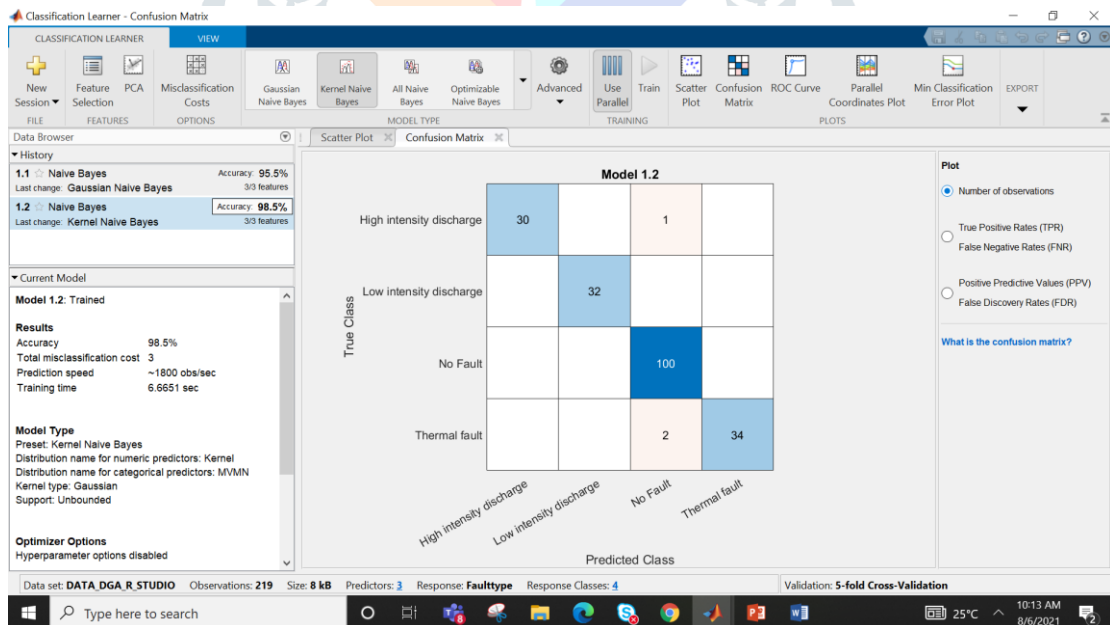 Classification Learner - Confusion Matrix
CLASSIFICATION LEARNER VIEW
New Session
Feature Selection
PCA
Misclassification Costs
Gaussian Naive Bayes
Kernel Naive Bayes
All Naive Bayes
Optimizable Naive Bayes
Advanced
Use Parallel
Train
Scatter Plot
Confusion Matrix
ROC Curve
Parallel Coordinates Plot
Min Classification Error Plot
EXPORT
FILE FEATURES OPTIONS MODEL TYPE TRAINING PLOTS
Data Browser
Scatter Plot Confusion Matrix
History
1.1 Naive Bayes Accuracy: 95.5%
Last change: Gaussian Naive Bayes 3/3 features
1.2 Naive Bayes Accuracy: 98.5%
Last change: Kernel Naive Bayes 3/3 features
Current Model
Model 1.2: Trained
Results
Accuracy 98.5%
Total misclassification cost 3
Prediction speed ~1800 obs/sec
Training time 6.6651 sec
Model Type
Preset: Kernel Naive Bayes
Distribution name for numeric predictors: Kernel
Distribution name for categorical predictors: MVMN
Kernel type: Gaussian
Support: Unbounded
Optimizer Options
Hyperparameter options disabled
Model 1.2
True Class
High intensity discharge 30 1
Low intensity discharge 32
No Fault 100
Thermal fault 2 34
High intensity discharge
Low intensity discharge
No Fault
Thermal fault
Predicted Class
Plot
Number of observations
True Positive Rates (TPR)
False Negative Rates (FNR)
Positive Predictive Values (PPV)
False Discovery Rates (FDR)
What is the confusion matrix?
Data set: DATA_DGA_R_STUDIO Observations: 219 Size: 8 kB Predictors: 3 Response: Faulttype Response Classes: 4 Validation: 5-fold Cross-Validation
Type here to search
25°C
10:13 AM
8/6/2021